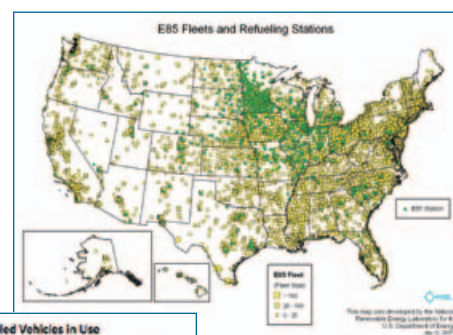 E85 Fleets and Refueling Stations
E85 Station
E85 Fleet
(Fleet Size)
NREL
This map was developed by the National
Renewable Energy Laboratory for the
U.S. Department of Energy
led Vehicles in Use